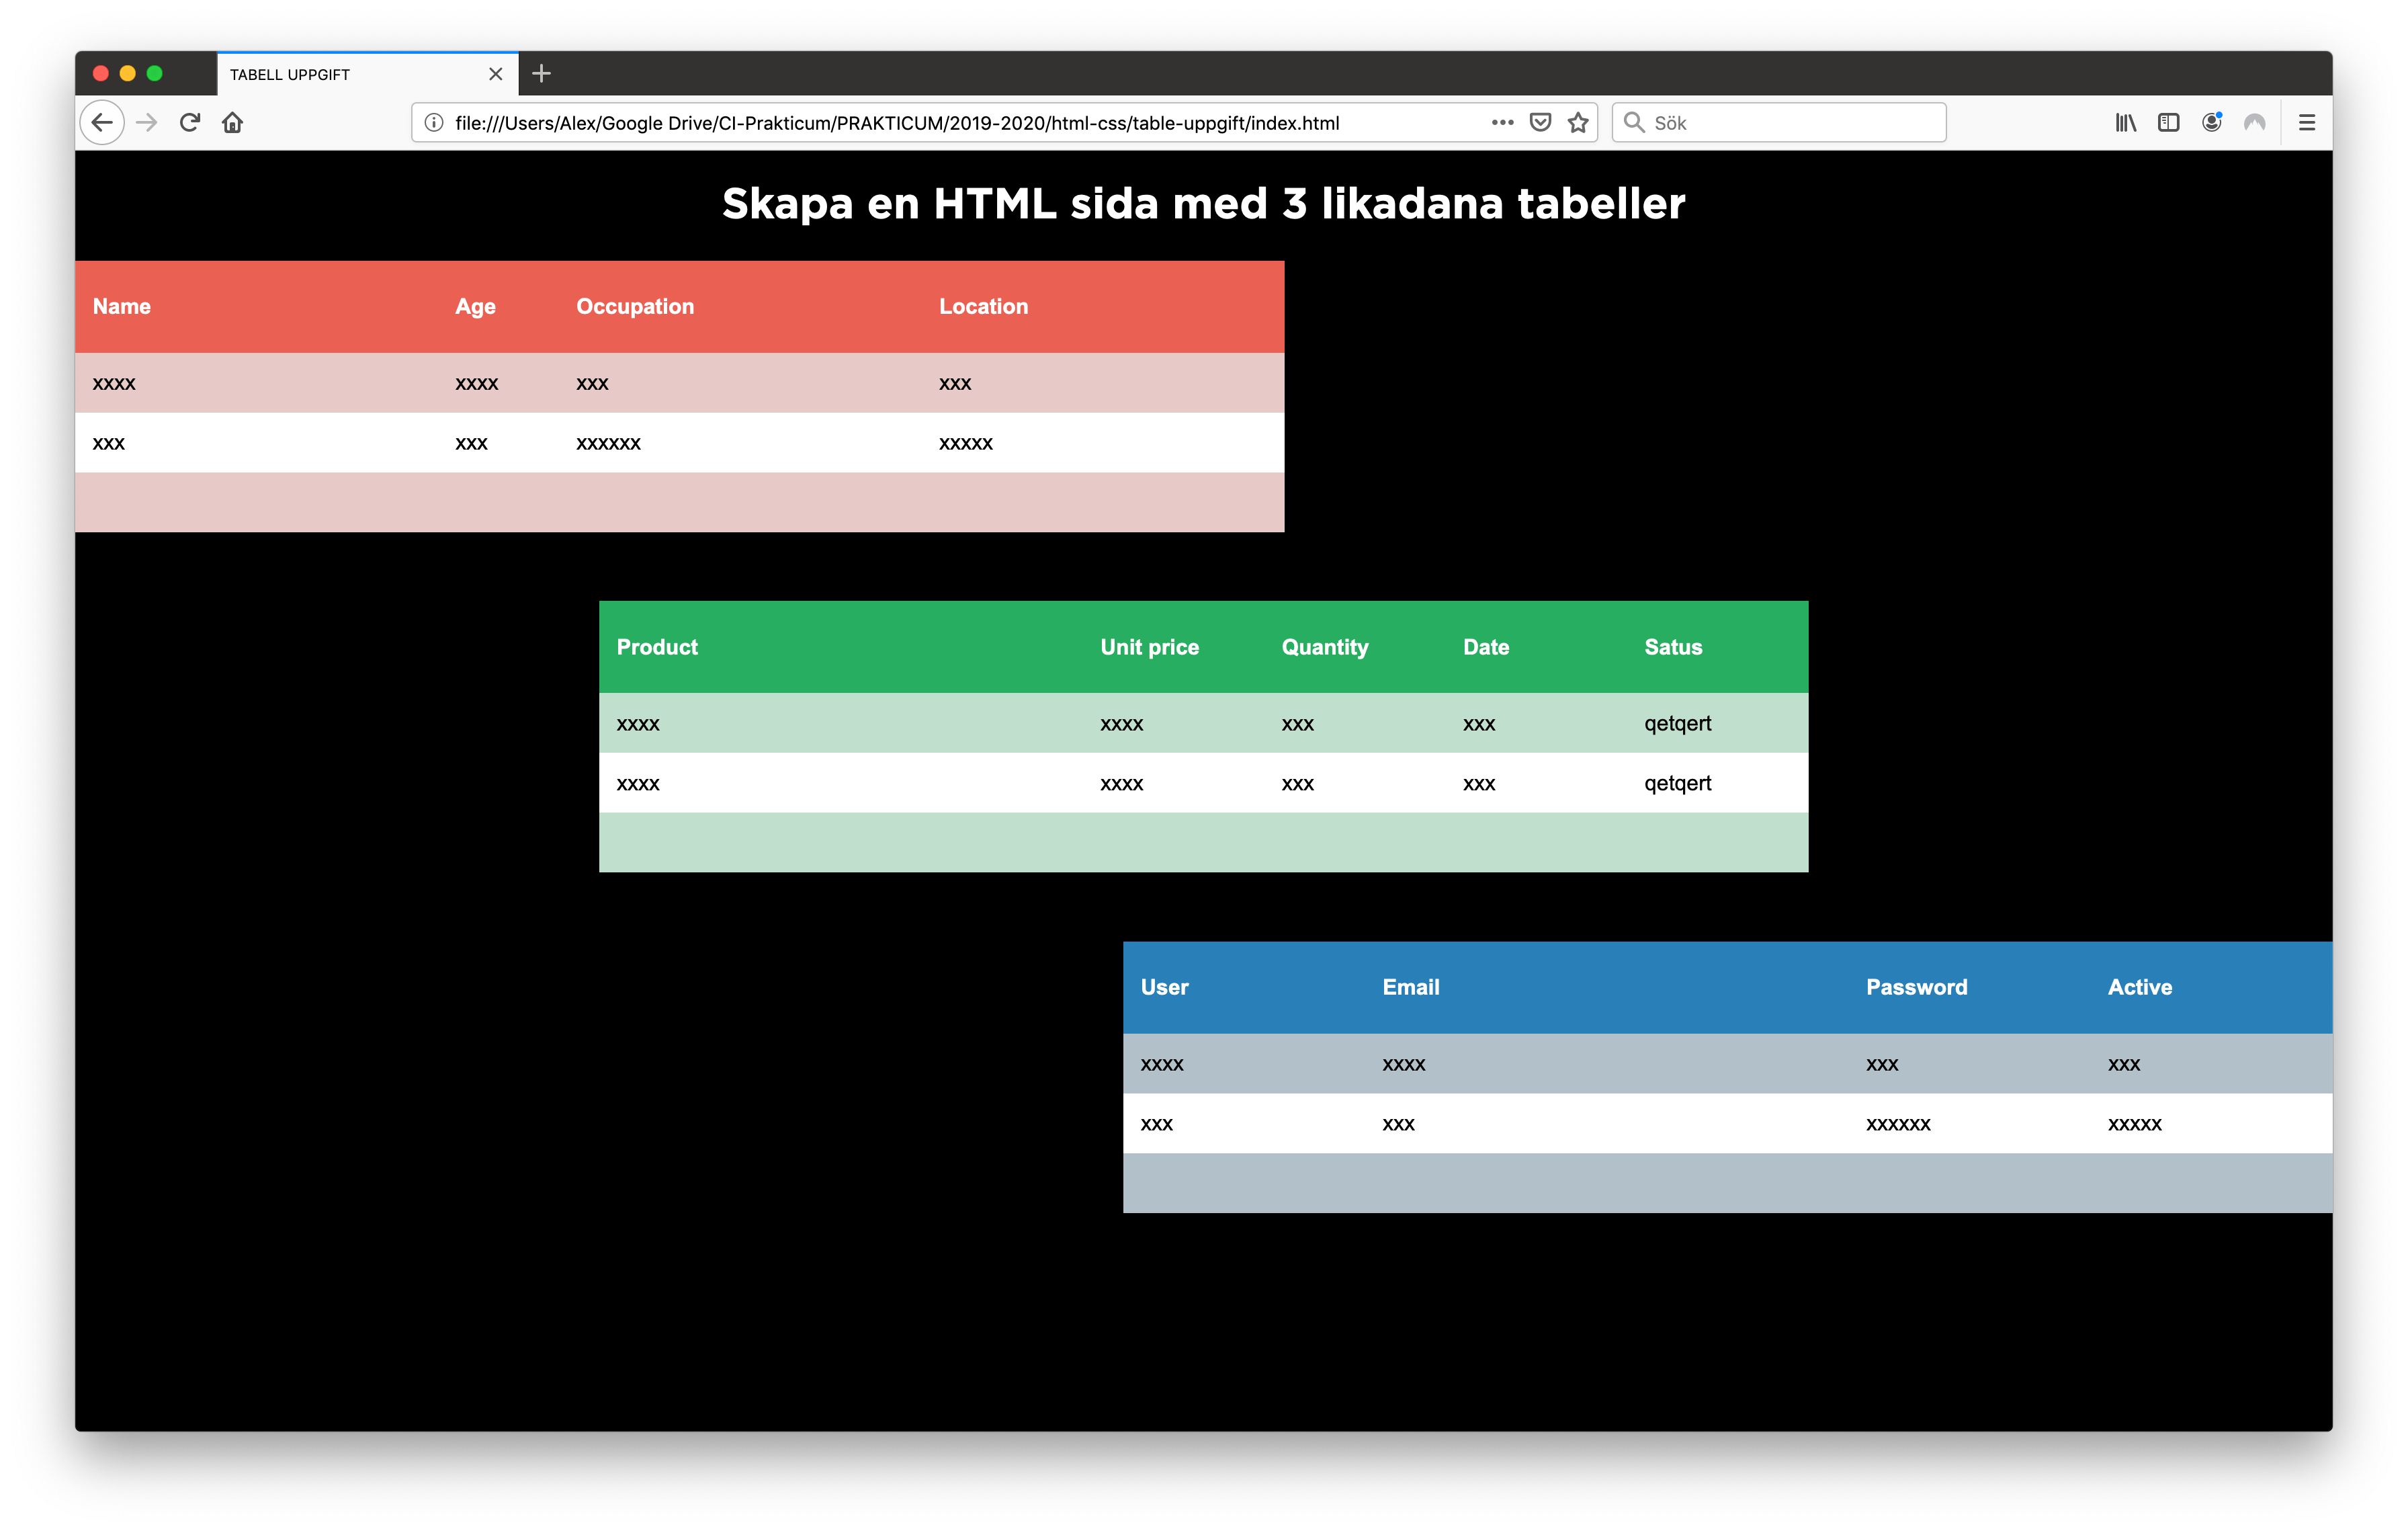 TABELL UPPGIFT
file:///Users/Alex/Google Drive/CI-Prakticum/PRAKTICUM/2019-2020/html-css/table-uppgift/index.html Sök
Skapa en HTML sida med 3 likadana tabeller
Name Age Occupation Location
xxxx xxxx xxx xxx
xxx xxx xxxxxx xxxxx
Product Unit price Quantity Date Satus
xxxx xxxx xxx xxx qetqert
xxxx xxxx xxx xxx qetqert
User Email Password Active
xxxx xxxx xxx xxx
xxx xxx xxxxxx xxxxx